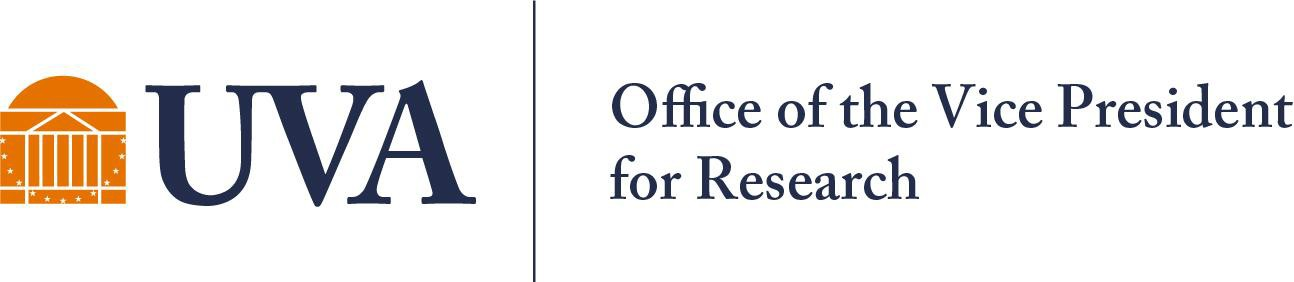 UVA
Office of the Vice President
for Research